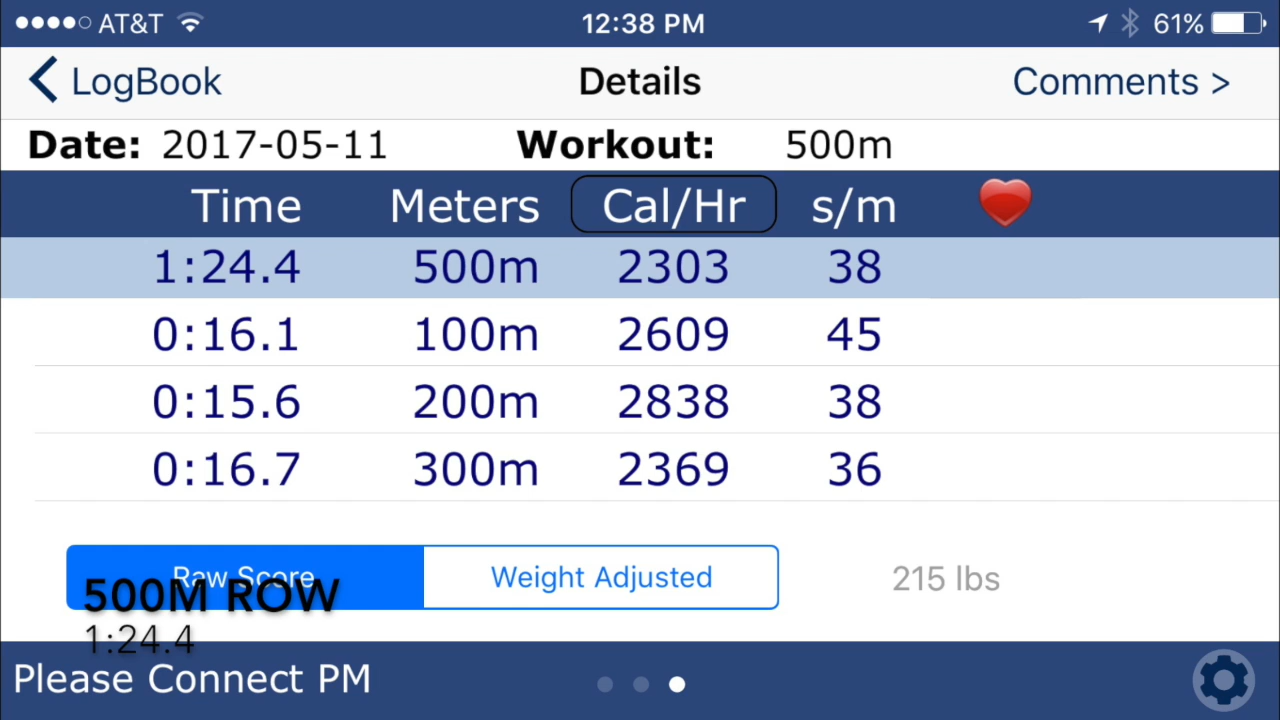 AT&T 12:38 PM 61%
LogBook Details Comments >
Date: 2017-05-11 Workout: 500m
Time Meters Cal/Hr s/m
1:24.4 500m 2303 38
0:16.1 100m 2609 45
0:15.6 200m 2838 38
0:16.7 300m 2369 36
Raw Score Weight Adjusted 215 lbs
500M ROW
1:24.4
Please Connect PM